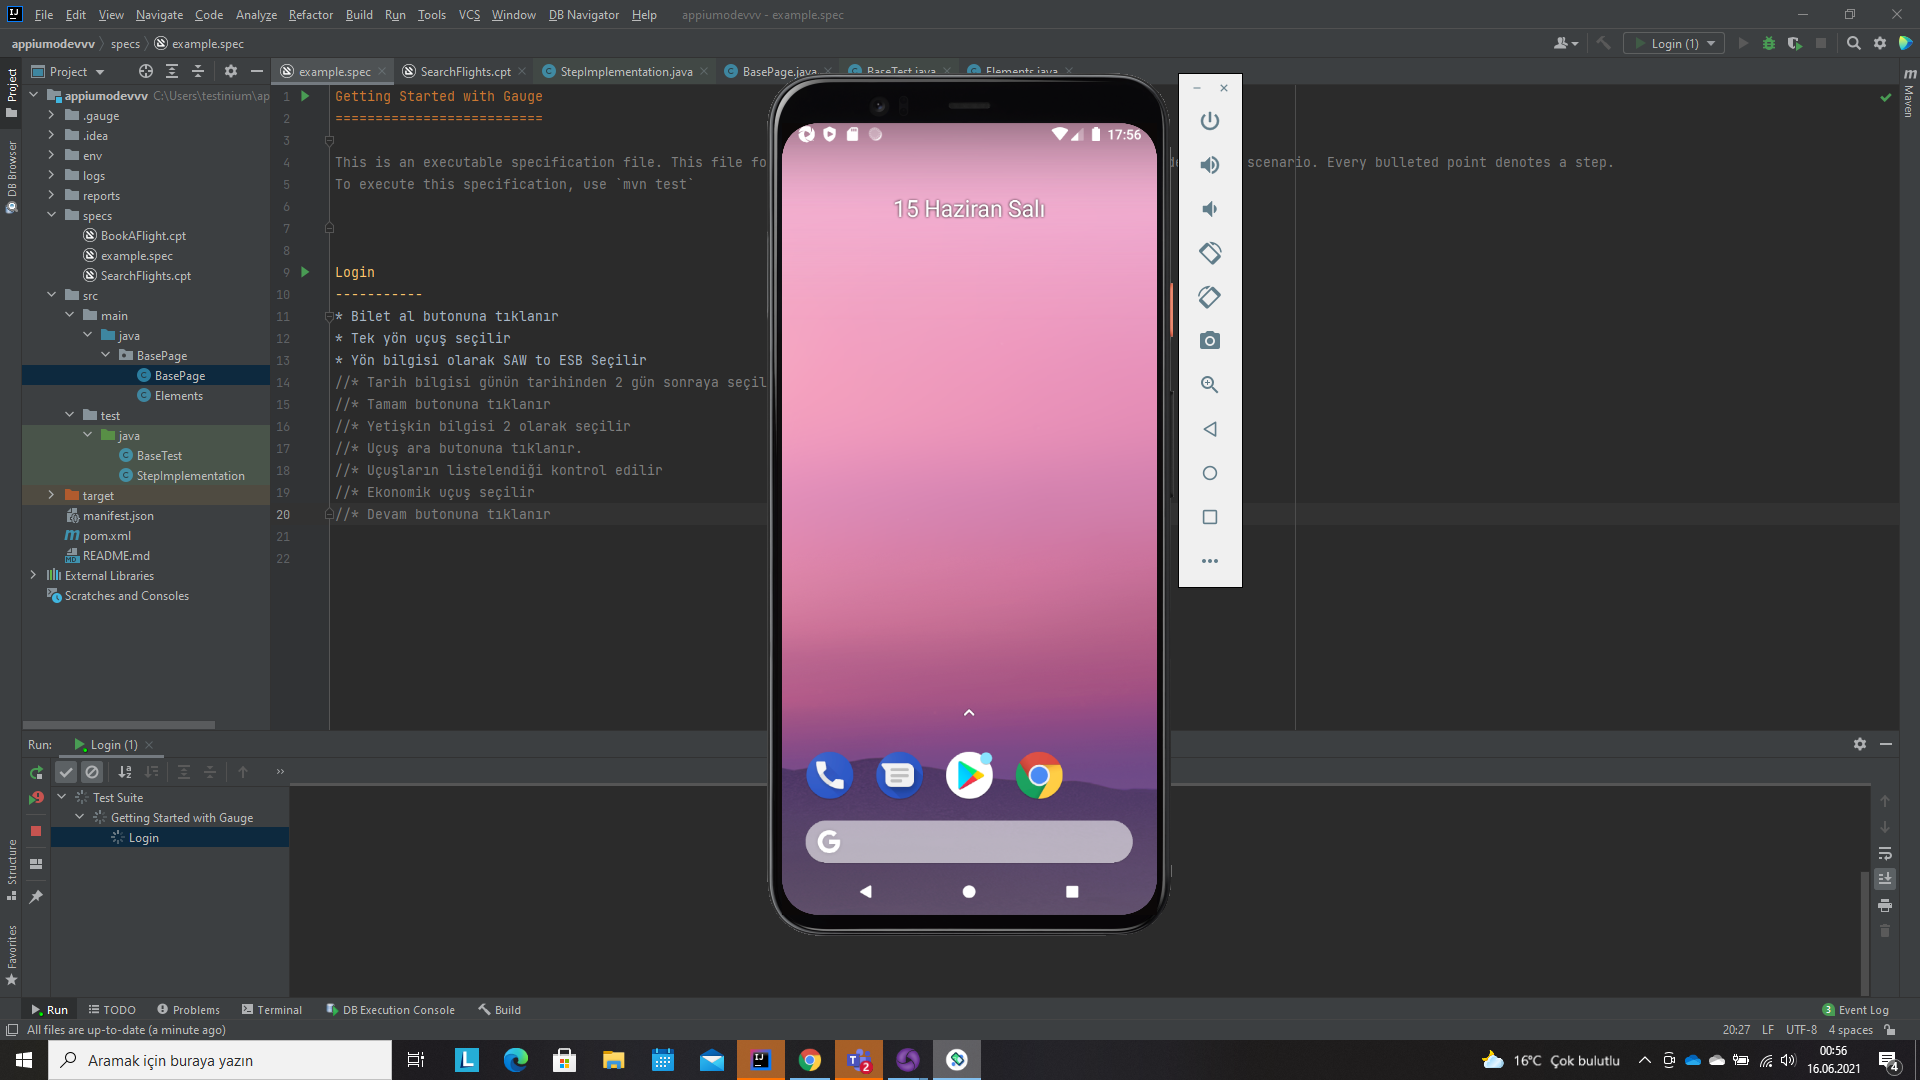 File Edit View Navigate Code Analyze Refactor Build Run Tools VCS Window DB Navigator Help appiumodevvv - example.spec
appiumodevvv specs example.spec
Login (1)
Project
example.spec SearchFlights.cpt StepImplementation.java BasePage.java BaseTest.java Elements.java
Project
Maven
DB Browser
Structure
Favorites
appiumodevvv C:\Users\testinium\ap
.gauge
.idea
env
logs
reports
specs
BookAFlight.cpt
example.spec
SearchFlights.cpt
src
main
java
BasePage
BasePage
Elements
test
java
BaseTest
StepImplementation
target
manifest.json
pom.xml
README.md
External Libraries
Scratches and Consoles
1 Getting Started with Gauge
2 ==========================
3
4 This is an executable specification file. This file fo scenario. Every bulleted point denotes a step.
5 To execute this specification, use `mvn test`
6
7
8
9 Login
10 -----------
11 * Bilet al butonuna tıklanır
12 * Tek yön uçuş seçilir
13 * Yön bilgisi olarak SAW to ESB Seçilir
14 //* Tarih bilgisi günün tarihinden 2 gün sonraya seçil
15 //* Tamam butonuna tıklanır
16 //* Yetişkin bilgisi 2 olarak seçilir
17 //* Uçuş ara butonuna tıklanır.
18 //* Uçuşların listelendiği kontrol edilir
19 //* Ekonomik uçuş seçilir
20 //* Devam butonuna tıklanır
21
22
17:56
15 Haziran Salı
G
Run: Login (1)
Test Suite
Getting Started with Gauge
Login
Run TODO Problems Terminal DB Execution Console Build 3 Event Log
All files are up-to-date (a minute ago) 20:27 LF UTF-8 4 spaces
Aramak için buraya yazın
2
16°C Çok bulutlu
00:56
16.06.2021
4